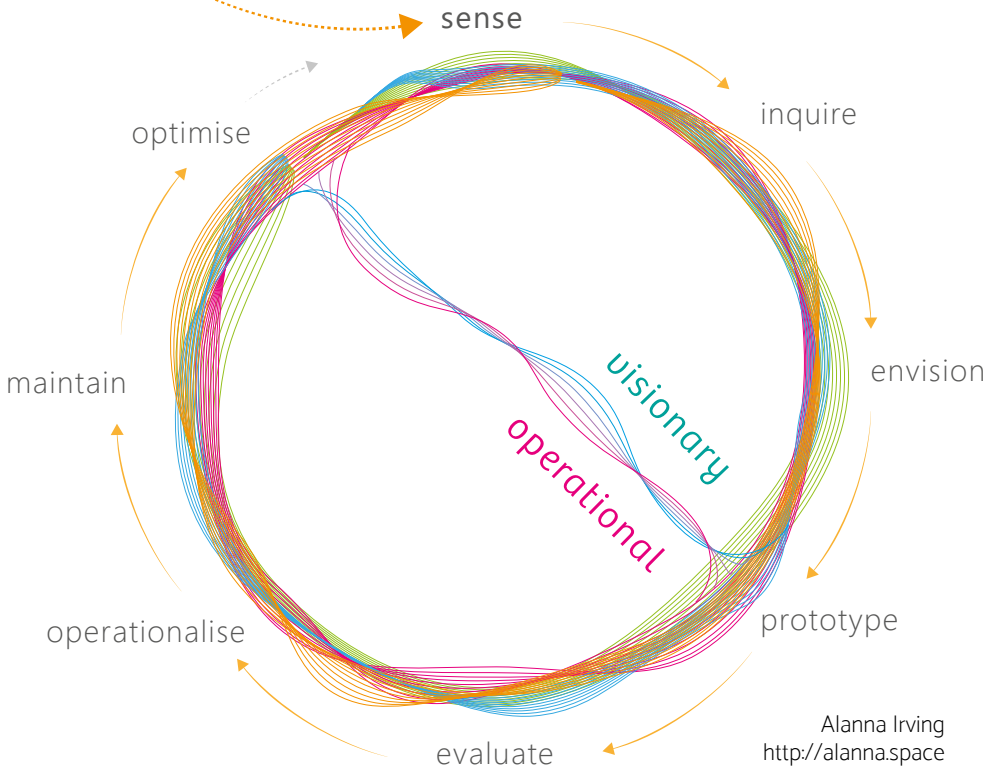 sense
inquire
envision
prototype
evaluate
operationalise
maintain
optimise
visionary
operational
Alanna Irving
http://alanna.space